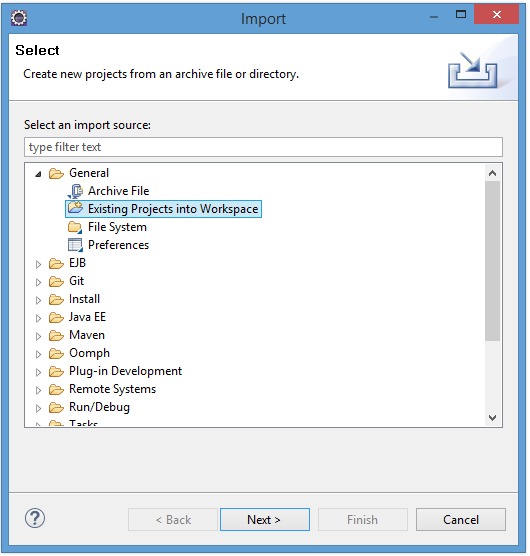 Import
Select
Create new projects from an archive file or directory.
Select an import source:
type filter text
General
Archive File
Existing Projects into Workspace
File System
Preferences
EJB
Git
Install
Java EE
Maven
Oomph
Plug-in Development
Remote Systems
Run/Debug
Tasks
?
< Back
Next >
Finish
Cancel